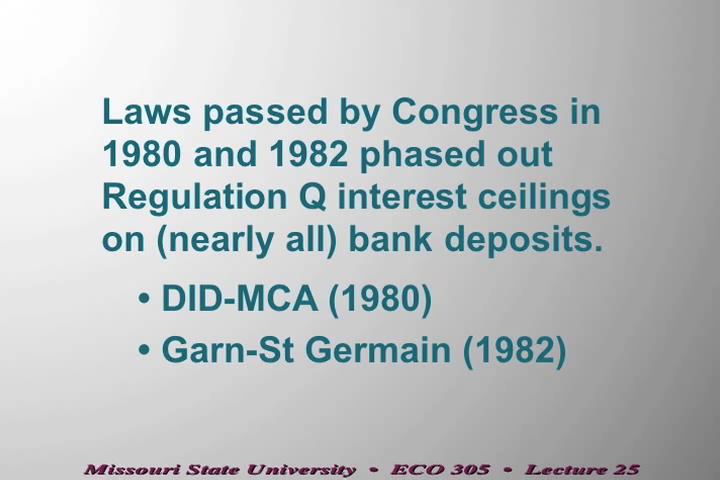 Laws passed by Congress in
1980 and 1982 phased out
Regulation Q interest ceilings
on (nearly all) bank deposits.
• DID-MCA (1980)
• Garn-St Germain (1982)
Missouri State University • ECO 305 • Lecture 25